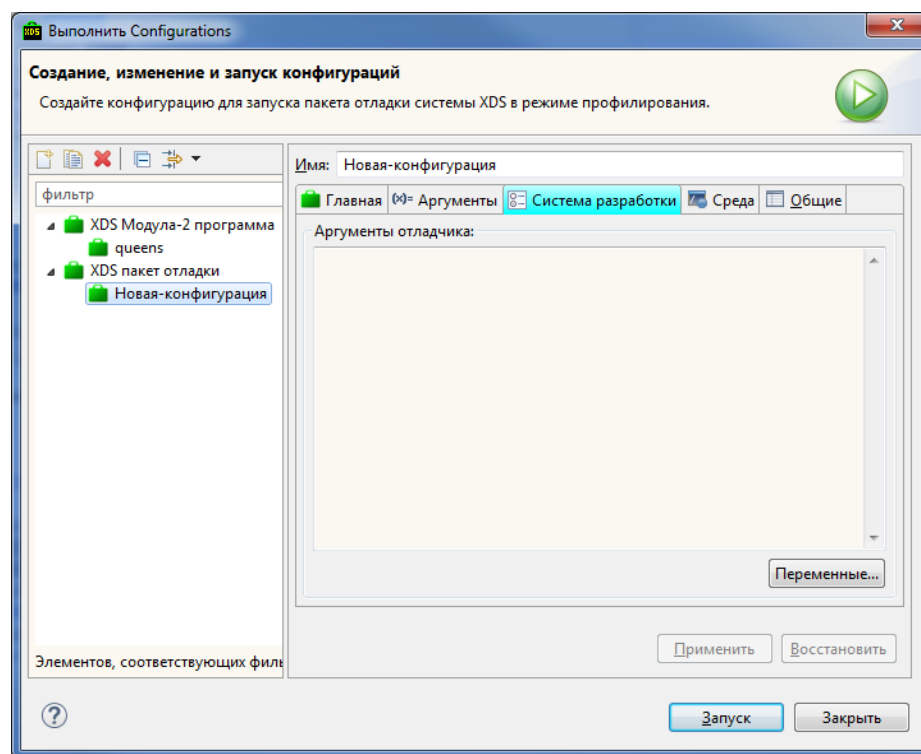 XDS Выполнить Configurations
Создание, изменение и запуск конфигураций
Создайте конфигурацию для запуска пакета отладки системы XDS в режиме профилирования.
Имя: Новая-конфигурация
фильтр
Главная (x)= Аргументы Система разработки Среда Общие
XDS Модула-2 программа
Аргументы отладчика:
queens
XDS пакет отладки
Новая-конфигурация
Переменные...
Применить Восстановить
Элементов, соответствующих филь
? Запуск Закрыть